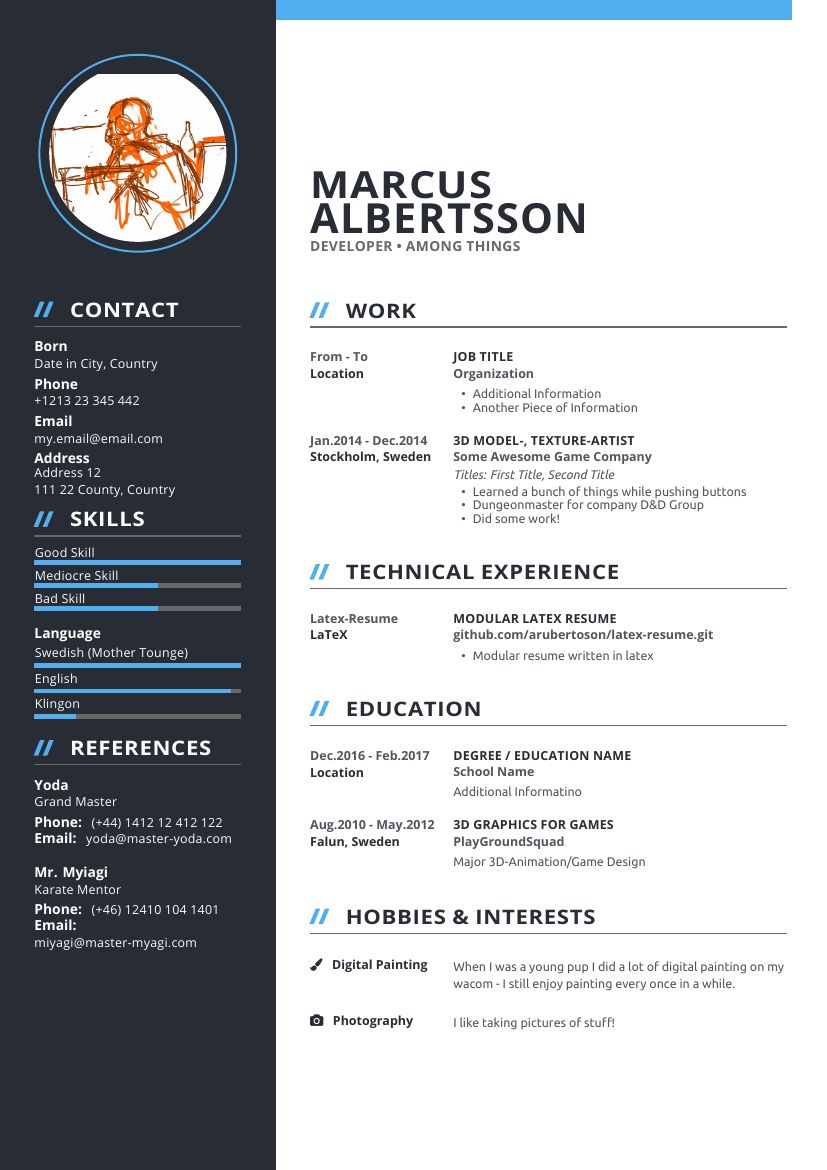 MARCUS
ALBERTSSON
DEVELOPER • AMONG THINGS
// CONTACT
Born
Date in City, Country
Phone
+1213 23 345 442
Email
my.email@email.com
Address
Address 12
111 22 County, Country
// SKILLS
Good Skill
Mediocre Skill
Bad Skill
Language
Swedish (Mother Tounge)
English
Klingon
// REFERENCES
Yoda
Grand Master
Phone: (+44) 1412 12 412 122
Email: yoda@master-yoda.com
Mr. Myiagi
Karate Mentor
Phone: (+46) 12410 104 1401
Email:
miyagi@master-myagi.com
// WORK
From - To JOB TITLE
Location Organization
• Additional Information
• Another Piece of Information
Jan.2014 - Dec.2014 3D MODEL-, TEXTURE-ARTIST
Stockholm, Sweden Some Awesome Game Company
Titles: First Title, Second Title
• Learned a bunch of things while pushing buttons
• Dungeonmaster for company D&D Group
• Did some work!
// TECHNICAL EXPERIENCE
Latex-Resume MODULAR LATEX RESUME
LaTeX github.com/arubertoson/latex-resume.git
• Modular resume written in latex
// EDUCATION
Dec.2016 - Feb.2017 DEGREE / EDUCATION NAME
Location School Name
Additional Informatino
Aug.2010 - May.2012 3D GRAPHICS FOR GAMES
Falun, Sweden PlayGroundSquad
Major 3D-Animation/Game Design
// HOBBIES & INTERESTS
Digital Painting When I was a young pup I did a lot of digital painting on my
wacom - I still enjoy painting every once in a while.
Photography I like taking pictures of stuff!